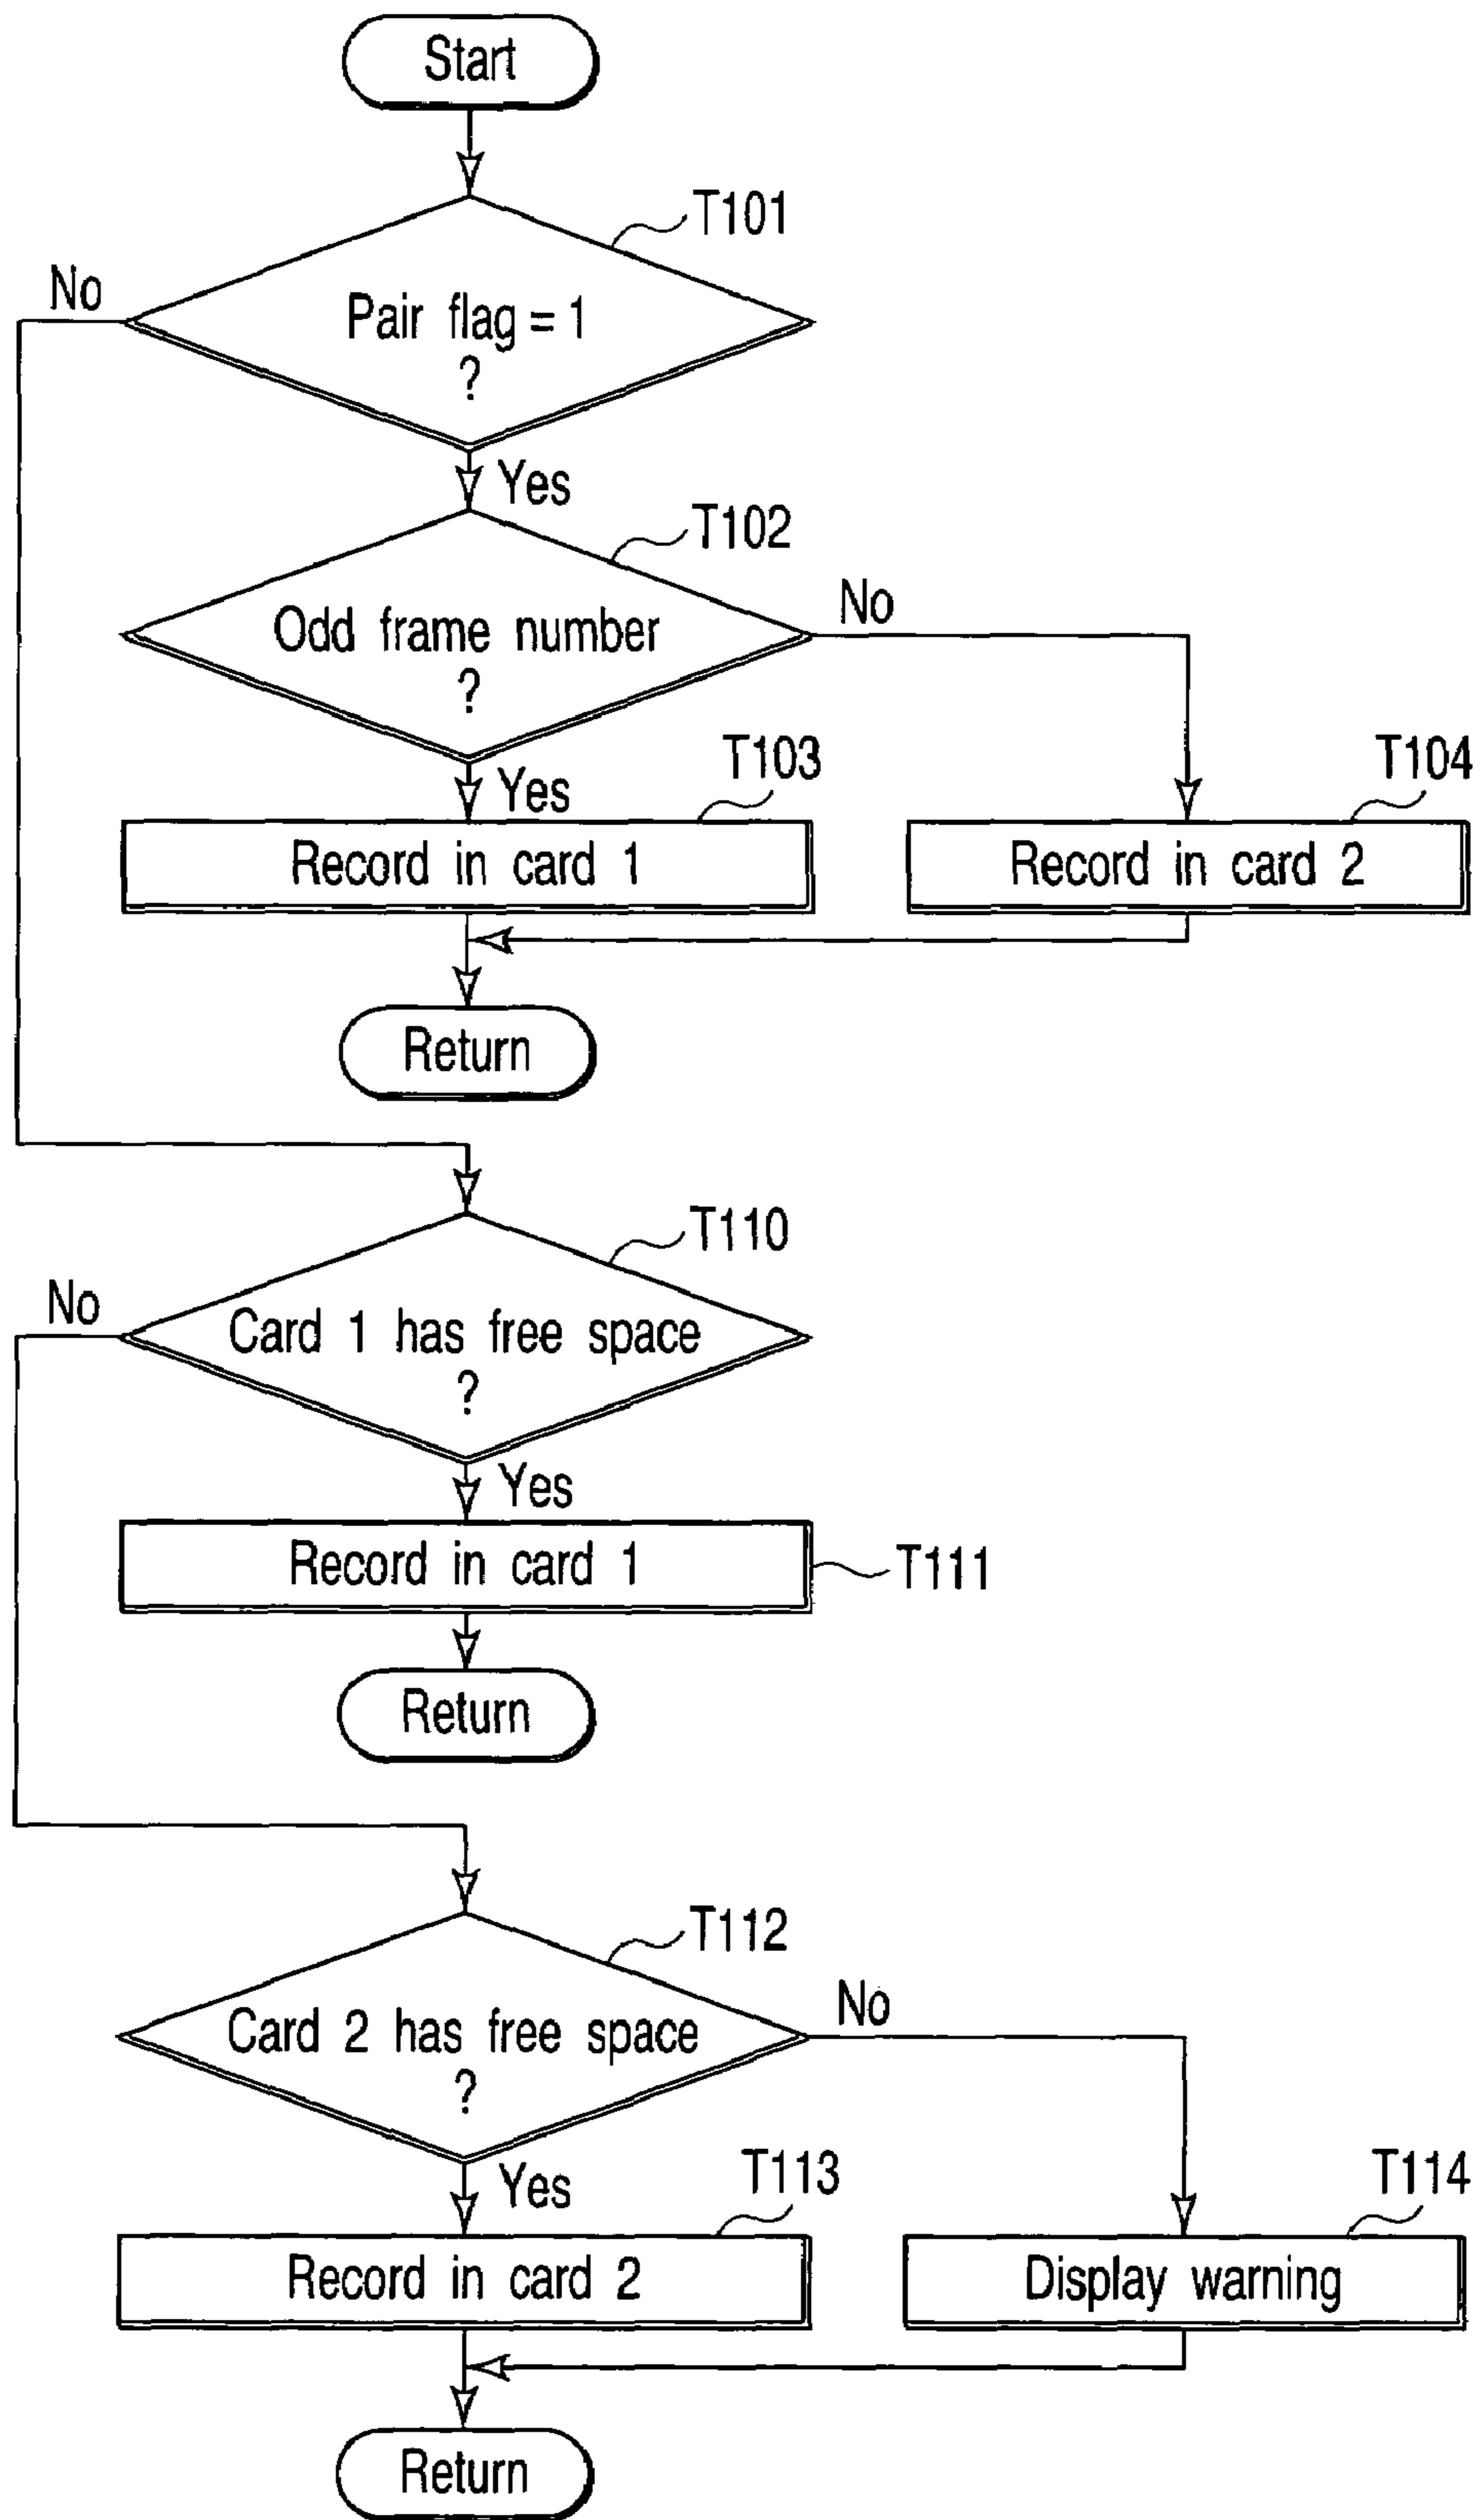 Start
T101
No
Pair flag = 1
?
Yes
T102
No
Odd frame number
?
T103
T104
Yes
Record in card 1
Record in card 2
Return
T110
No
Card 1 has free space
?
Yes
Record in card 1
T111
Return
T112
No
Card 2 has free space
?
T113
T114
Yes
Record in card 2
Display warning
Return